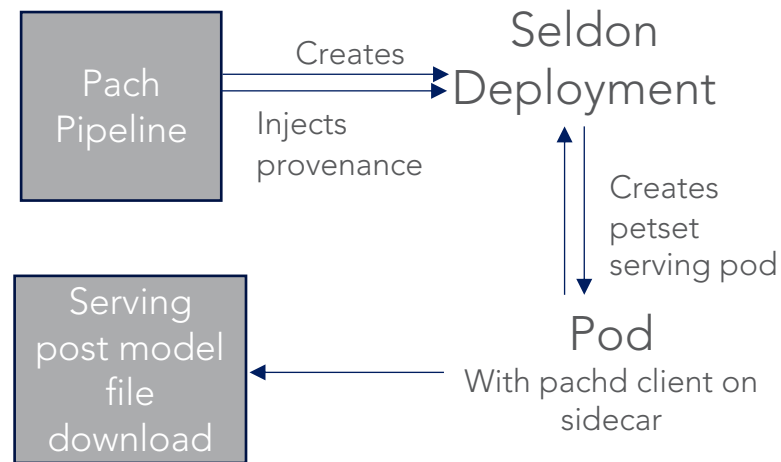 Pach
Pipeline
Creates
Injects
provenance
Seldon
Deployment
Creates
petset
serving pod
Pod
With pachd client on
sidecar
Serving
post model
file
download